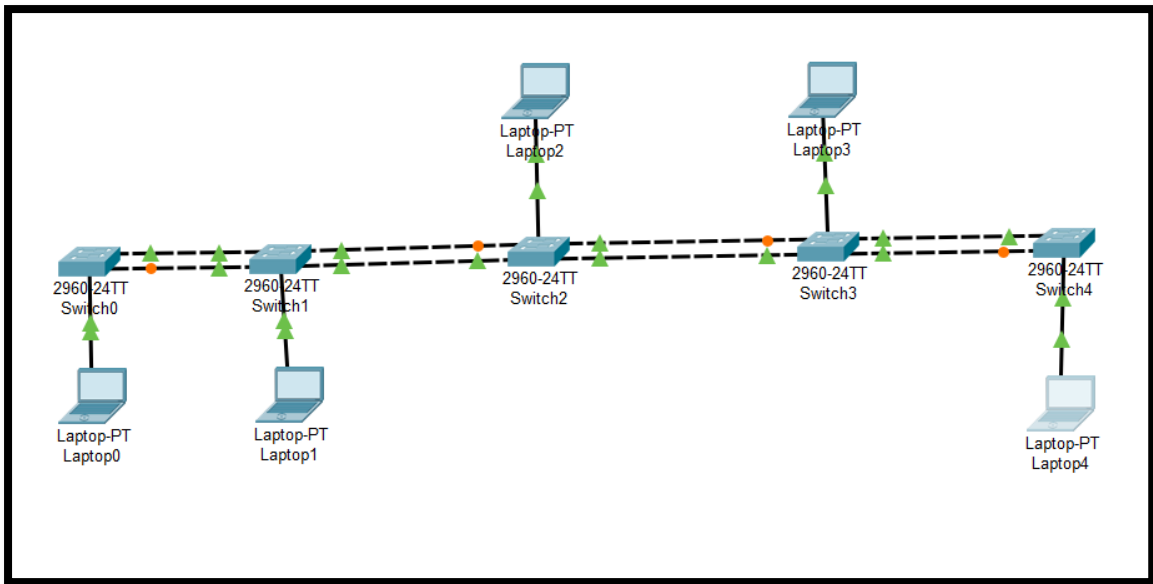 Laptop-PT
Laptop2
Laptop-PT
Laptop3
2960-24TT
Switch0
2960-24TT
Switch1
2960-24TT
Switch2
2960-24TT
Switch3
2960-24TT
Switch4
Laptop-PT
Laptop0
Laptop-PT
Laptop1
Laptop-PT
Laptop4